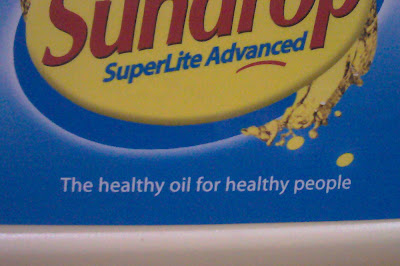 Sundrop
SuperLite Advanced
The healthy oil for healthy people